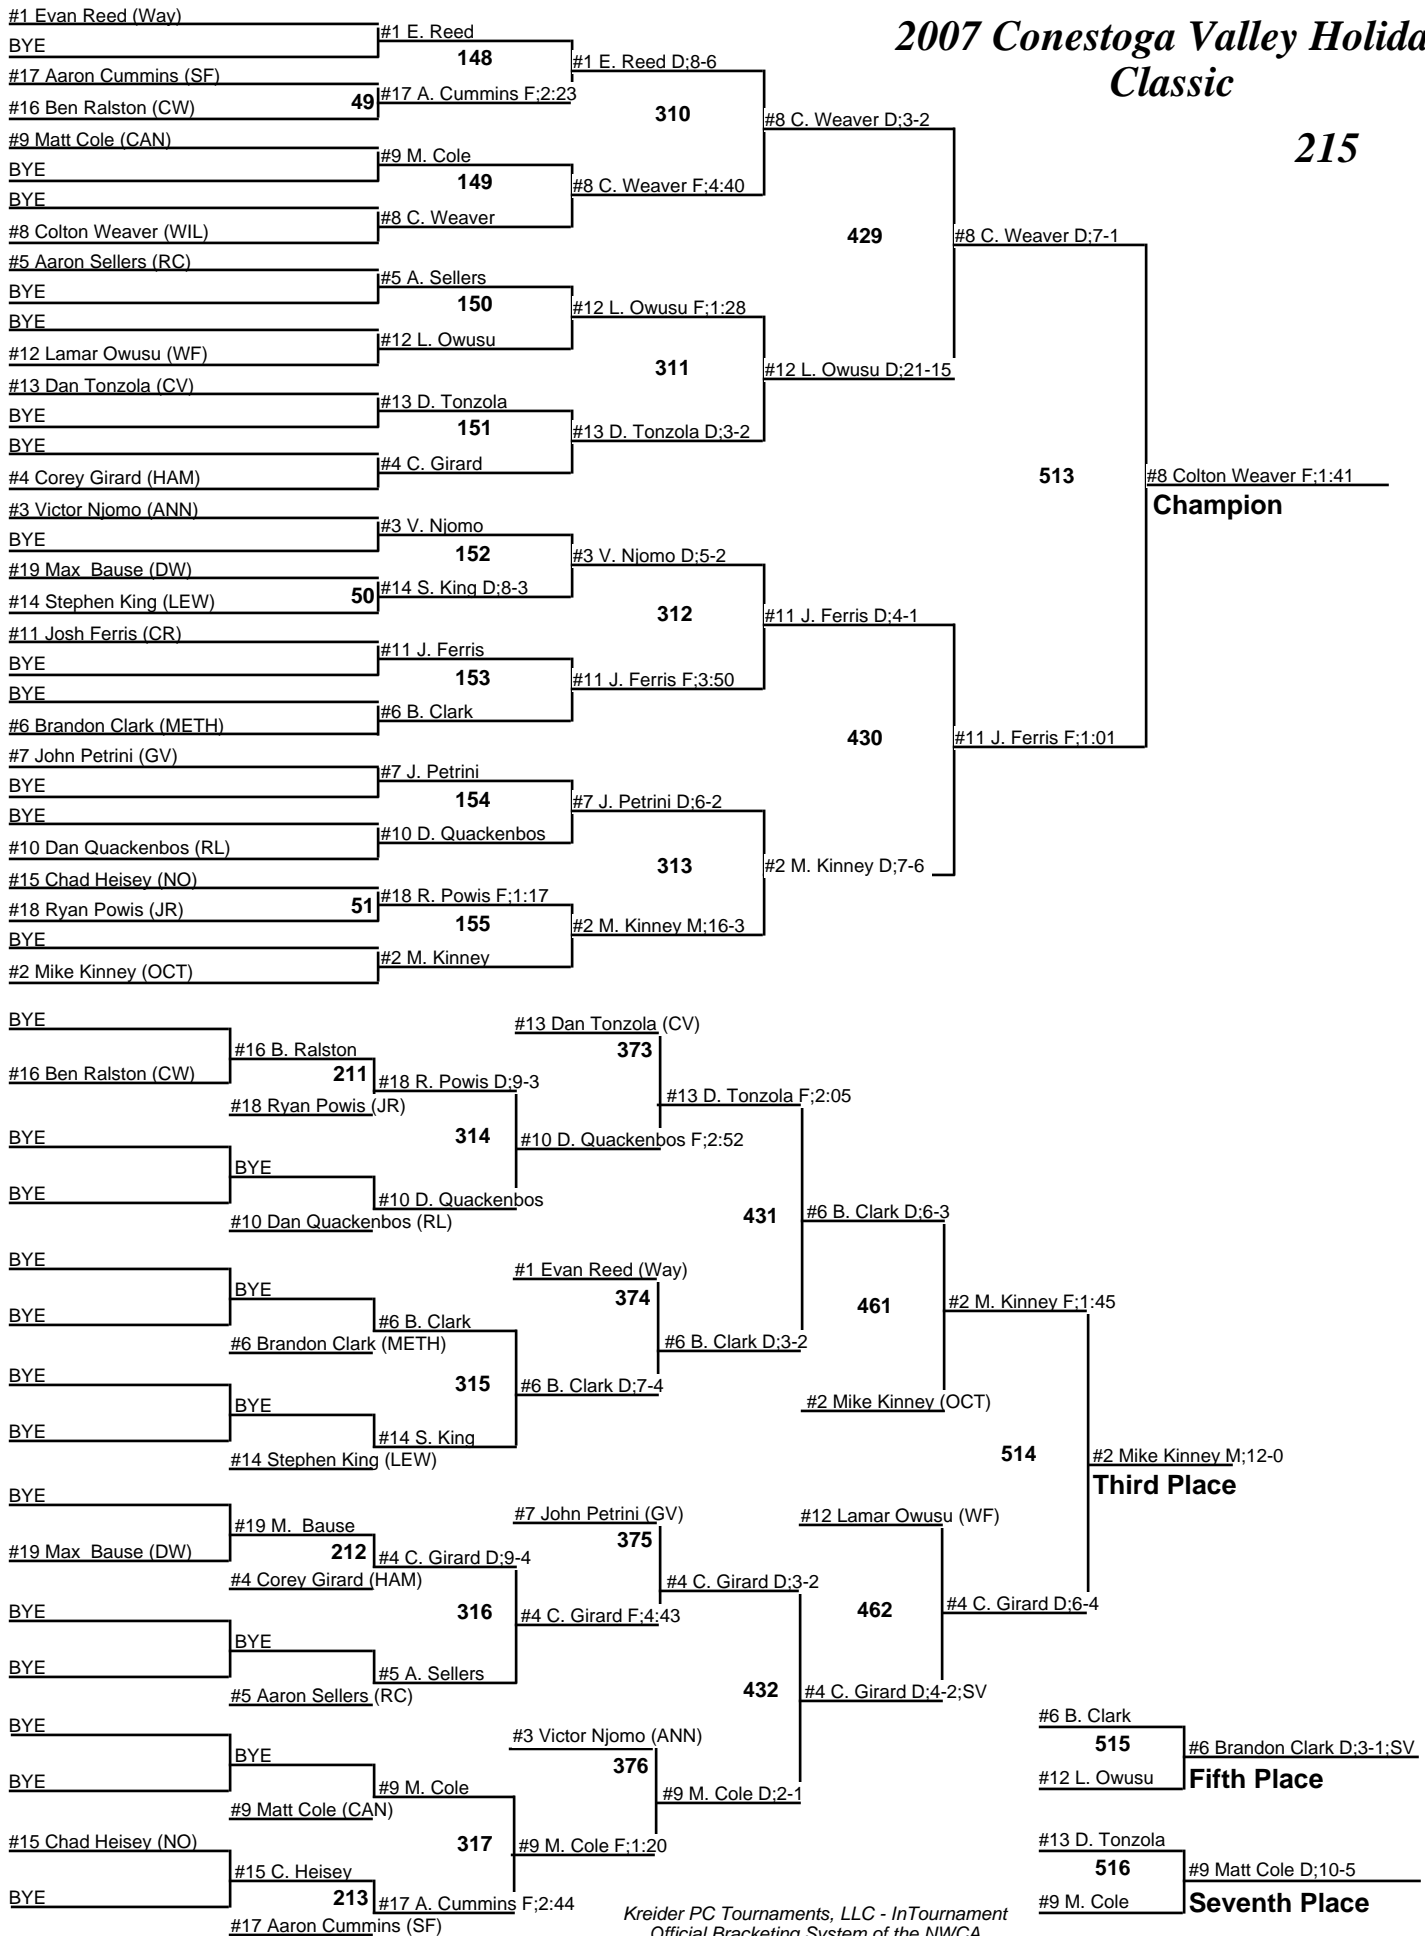 2007 Conestoga Valley Holida
Classic
215
#1 Evan Reed (Way)
BYE
#17 Aaron Cummins (SF)
#16 Ben Ralston (CW)
#9 Matt Cole (CAN)
BYE
BYE
#8 Colton Weaver (WIL)
#5 Aaron Sellers (RC)
BYE
BYE
#12 Lamar Owusu (WF)
#13 Dan Tonzola (CV)
BYE
BYE
#4 Corey Girard (HAM)
#3 Victor Njomo (ANN)
BYE
#19 Max  Bause (DW)
#14 Stephen King (LEW)
#11 Josh Ferris (CR)
BYE
BYE
#6 Brandon Clark (METH)
#7 John Petrini (GV)
BYE
BYE
#10 Dan Quackenbos (RL)
#15 Chad Heisey (NO)
#18 Ryan Powis (JR)
BYE
#2 Mike Kinney (OCT)
49
50
51
#1 E. Reed
148
#17 A. Cummins F;2:23
#9 M. Cole
149
#8 C. Weaver
#5 A. Sellers
150
#12 L. Owusu
#13 D. Tonzola
151
#4 C. Girard
#3 V. Njomo
152
#14 S. King D;8-3
#11 J. Ferris
153
#6 B. Clark
#7 J. Petrini
154
#10 D. Quackenbos
#18 R. Powis F;1:17
155
#2 M. Kinney
#1 E. Reed D;8-6
310
#8 C. Weaver F;4:40
#12 L. Owusu F;1:28
311
#13 D. Tonzola D;3-2
#3 V. Njomo D;5-2
312
#11 J. Ferris F;3:50
#7 J. Petrini D;6-2
313
#2 M. Kinney M;16-3
#8 C. Weaver D;3-2
429
#12 L. Owusu D;21-15
#11 J. Ferris D;4-1
430
#2 M. Kinney D;7-6
#8 C. Weaver D;7-1
513
#11 J. Ferris F;1:01
#8 Colton Weaver F;1:41
Champion
BYE
#16 Ben Ralston (CW)
BYE
BYE
BYE
BYE
BYE
BYE
BYE
#19 Max  Bause (DW)
BYE
BYE
BYE
BYE
#15 Chad Heisey (NO)
BYE
#16 B. Ralston
211
#18 Ryan Powis (JR)
BYE
#10 Dan Quackenbos (RL)
BYE
#6 Brandon Clark (METH)
BYE
#14 Stephen King (LEW)
#19 M.  Bause
212
#4 Corey Girard (HAM)
BYE
#5 Aaron Sellers (RC)
BYE
#9 Matt Cole (CAN)
#15 C. Heisey
213
#17 Aaron Cummins (SF)
#18 R. Powis D;9-3
314
#10 D. Quackenbos
#6 B. Clark
315
#14 S. King
#4 C. Girard D;9-4
316
#5 A. Sellers
#9 M. Cole
317
#17 A. Cummins F;2:44
#13 Dan Tonzola (CV)
373
#10 D. Quackenbos F;2:52
#1 Evan Reed (Way)
374
#6 B. Clark D;7-4
#7 John Petrini (GV)
375
#4 C. Girard F;4:43
#3 Victor Njomo (ANN)
376
#9 M. Cole F;1:20
#13 D. Tonzola F;2:05
431
#6 B. Clark D;3-2
#4 C. Girard D;3-2
432
#9 M. Cole D;2-1
#6 B. Clark D;6-3
461
#2 Mike Kinney (OCT)
#12 Lamar Owusu (WF)
462
#4 C. Girard D;4-2;SV
#2 M. Kinney F;1:45
514
#4 C. Girard D;6-4
#2 Mike Kinney M;12-0
Third Place
#6 B. Clark
515
#12 L. Owusu
#6 Brandon Clark D;3-1;SV
Fifth Place
#13 D. Tonzola
516
#9 M. Cole
#9 Matt Cole D;10-5
Seventh Place
Kreider PC Tournaments, LLC - InTournament
Official Bracketing System of the NWCA